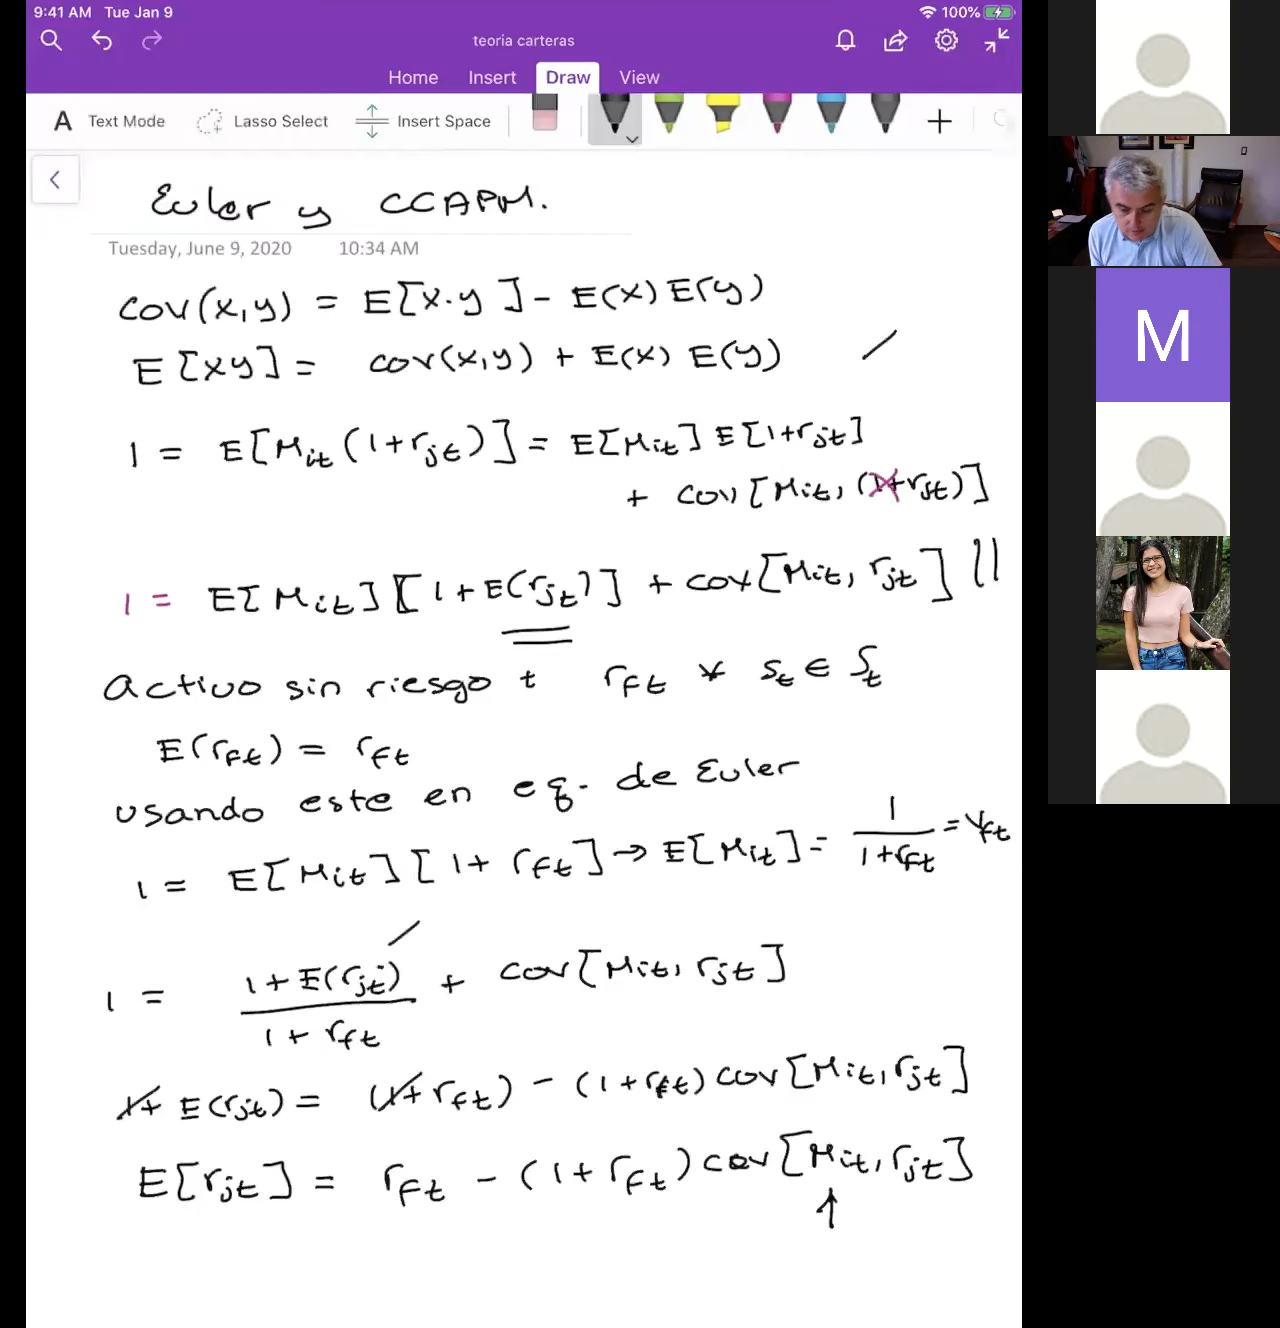 9:41 AM Tue Jan 9
100%
teoria carteras
Home Insert Draw View
A Text Mode Lasso Select Insert Space
Euler y CCAPM.
Tuesday, June 9, 2020 10:34 AM
cov(x,y) = E[x·y] - E(x) E(y)
E[xy] = cov(x,y) + E(x) E(y)
1 = E[Mit (1+rjt)] = E[Mit] E[1+rjt]
+ cov[Mit, (1+rjt)]
1 = E[Mit][1+E(rjt)] + cov[Mit, rjt]
activo sin riesgo t rft ∀ St ∈ St
E(rft) = rft
usando este en eq. de Euler
1 = E[Mit][1+rft] → E[Mit] = 1/(1+rft) = Vft
1 = (1+E(rjt))/(1+rft) + cov[Mit, rjt]
1+ E(rjt) = (1+rft) - (1+rft) cov[Mit, rjt]
E[rjt] = rft - (1+rft) cov[Mit, rjt]
↑
M